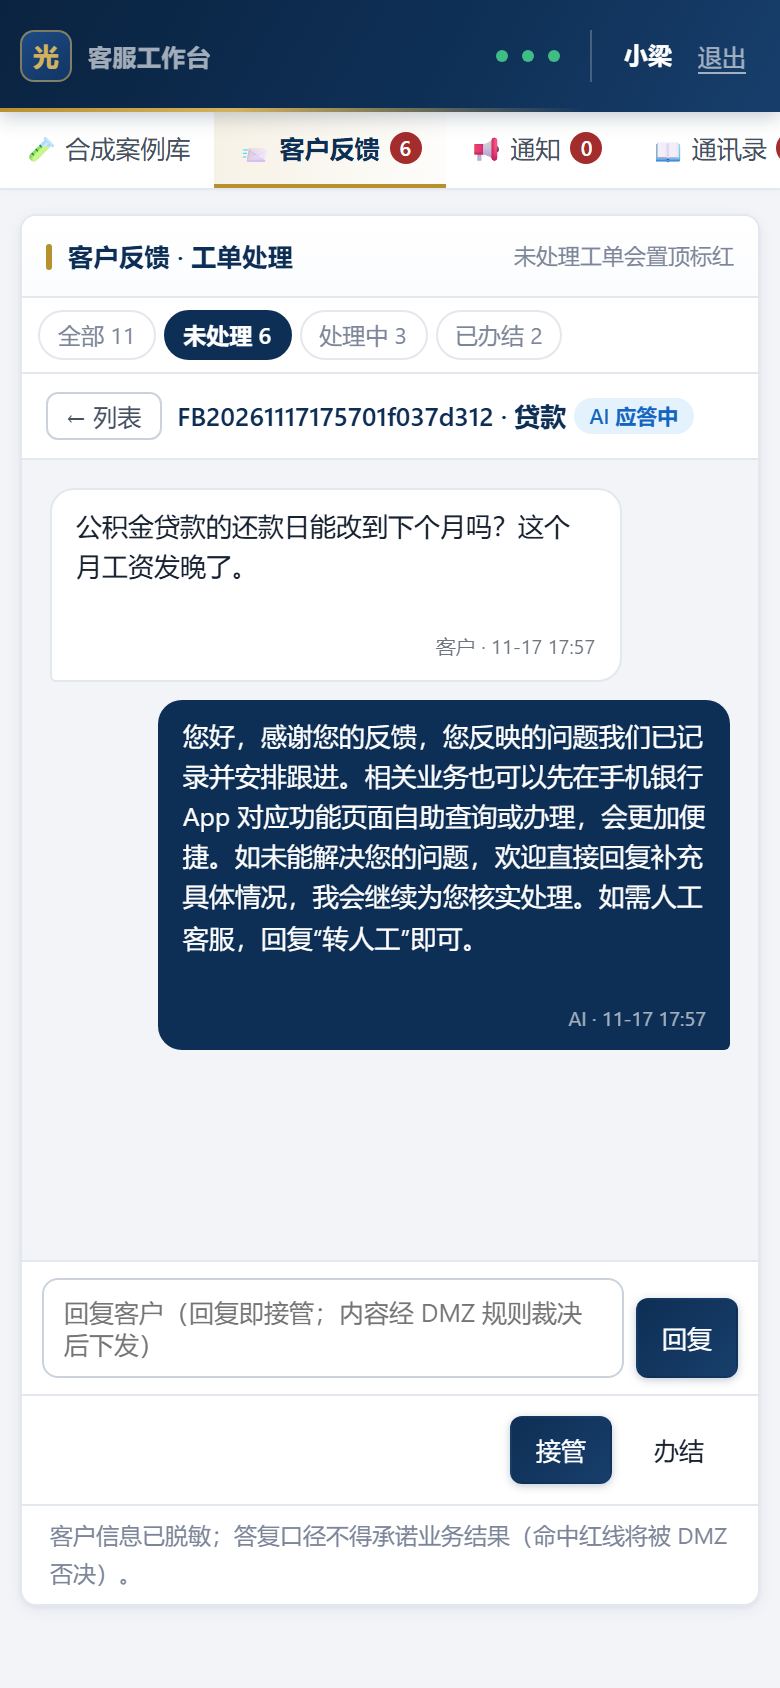 光 客服工作台 小梁 退出
合成案例库 客户反馈 6 通知 0 通讯录
客户反馈 · 工单处理 未处理工单会置顶标红
全部 11 未处理 6 处理中 3 已办结 2
← 列表 FB20261117175701f037d312 · 贷款 AI 应答中
公积金贷款的还款日能改到下个月吗？这个
月工资发晚了。
客户 · 11-17 17:57
您好，感谢您的反馈，您反映的问题我们已记
录并安排跟进。相关业务也可以先在手机银行
App 对应功能页面自助查询或办理，会更加便
捷。如未能解决您的问题，欢迎直接回复补充
具体情况，我会继续为您核实处理。如需人工
客服，回复“转人工”即可。
AI · 11-17 17:57
回复客户（回复即接管；内容经 DMZ 规则裁决
后下发）
回复
接管 办结
客户信息已脱敏；答复口径不得承诺业务结果（命中红线将被 DMZ
否决）。